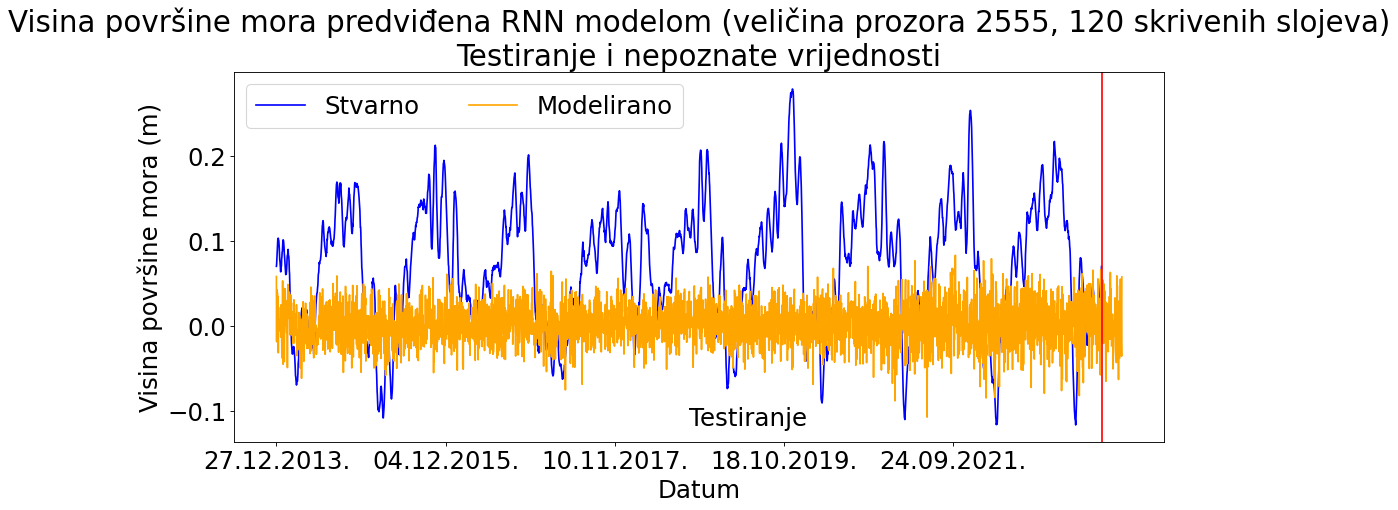 Visina površine mora predviđena RNN modelom (veličina prozora 2555, 120 skrivenih slojeva)
Testiranje i nepoznate vrijednosti
Stvarno Modelirano
Visina površine mora (m)
0.2
0.1
0.0
−0.1
Testiranje
27.12.2013. 04.12.2015. 10.11.2017. 18.10.2019. 24.09.2021.
Datum